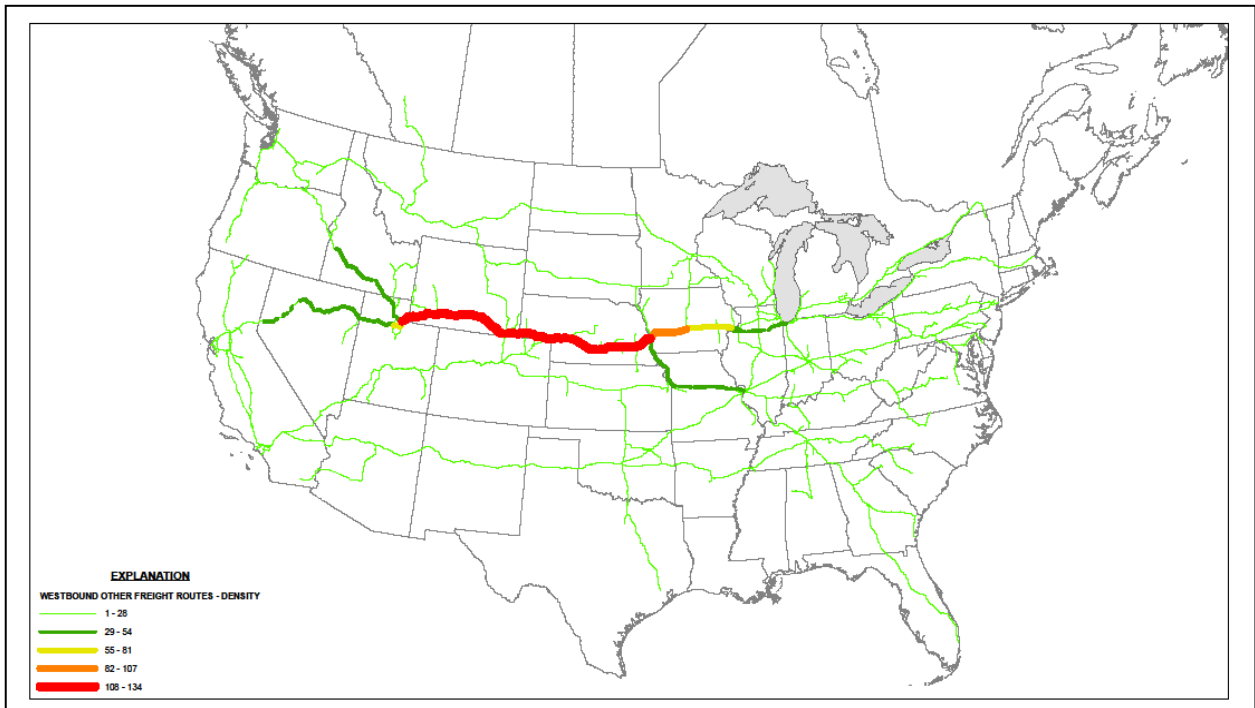 EXPLANATION
WESTBOUND OTHER FREIGHT ROUTES - DENSITY
1 - 28
29 - 54
55 - 81
82 - 107
108 - 134